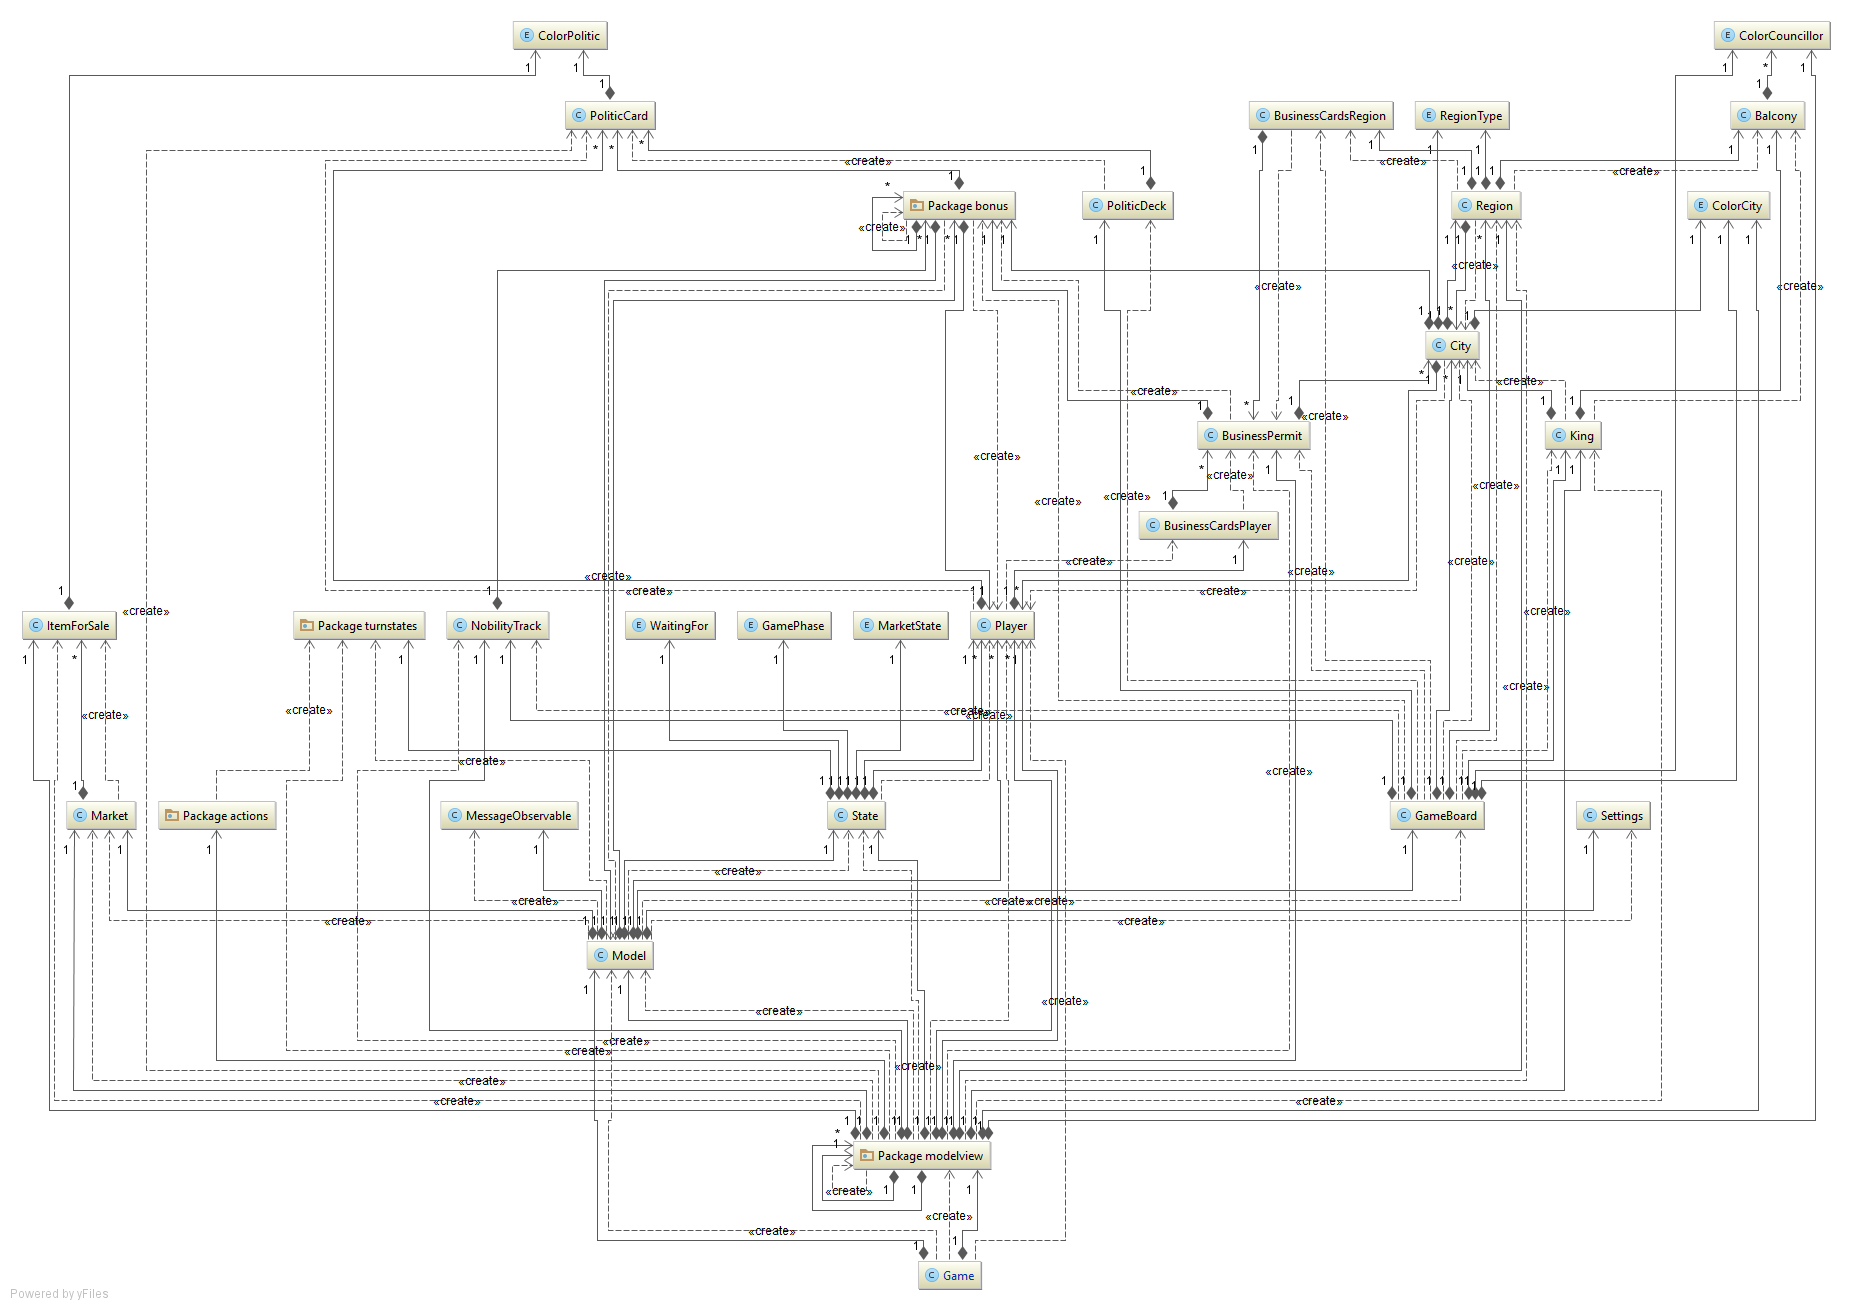 ColorPolitic
ColorCouncillor
PoliticCard
BusinessCardsRegion
RegionType
Balcony
«create»
«create»
«create»
Package bonus
PoliticDeck
Region
ColorCity
«create»
«create»
«create»
«create»
City
«create»
«create»
«create»
BusinessPermit
King
«create»
«create»
«create»
«create»
«create»
BusinessCardsPlayer
«create»
«create»
«create»
«create»
«create»
«create»
«create»
«create»
ItemForSale
Package turnstates
NobilityTrack
WaitingFor
GamePhase
MarketState
Player
«create»
«create»
«create»
«create»
«create»
«create»
«create»
Market
Package actions
MessageObservable
State
GameBoard
Settings
«create»
«create»
«create»
«create»
«create»
«create»
Model
«create»
«create»
«create»
«create»
«create»
«create»
«create»
«create»
Package modelview
«create»
«create»
«create»
Game
Powered by yFiles